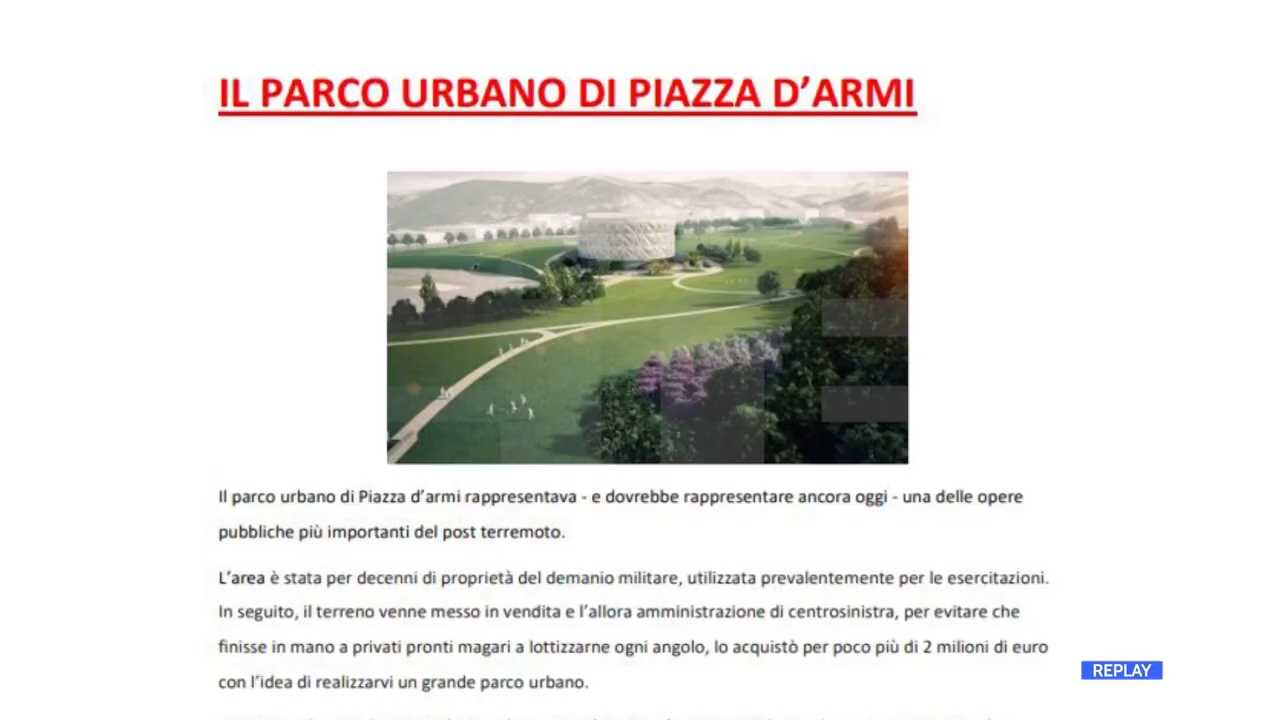 IL PARCO URBANO DI PIAZZA D’ARMI
Il parco urbano di Piazza d’armi rappresentava - e dovrebbe rappresentare ancora oggi - una delle opere
pubbliche più importanti del post terremoto.
L’area è stata per decenni di proprietà del demanio militare, utilizzata prevalentemente per le esercitazioni.
In seguito, il terreno venne messo in vendita e l’allora amministrazione di centrosinistra, per evitare che
finisse in mano a privati pronti magari a lottizzarne ogni angolo, lo acquistò per poco più di 2 milioni di euro
con l’idea di realizzarvi un grande parco urbano.
REPLAY